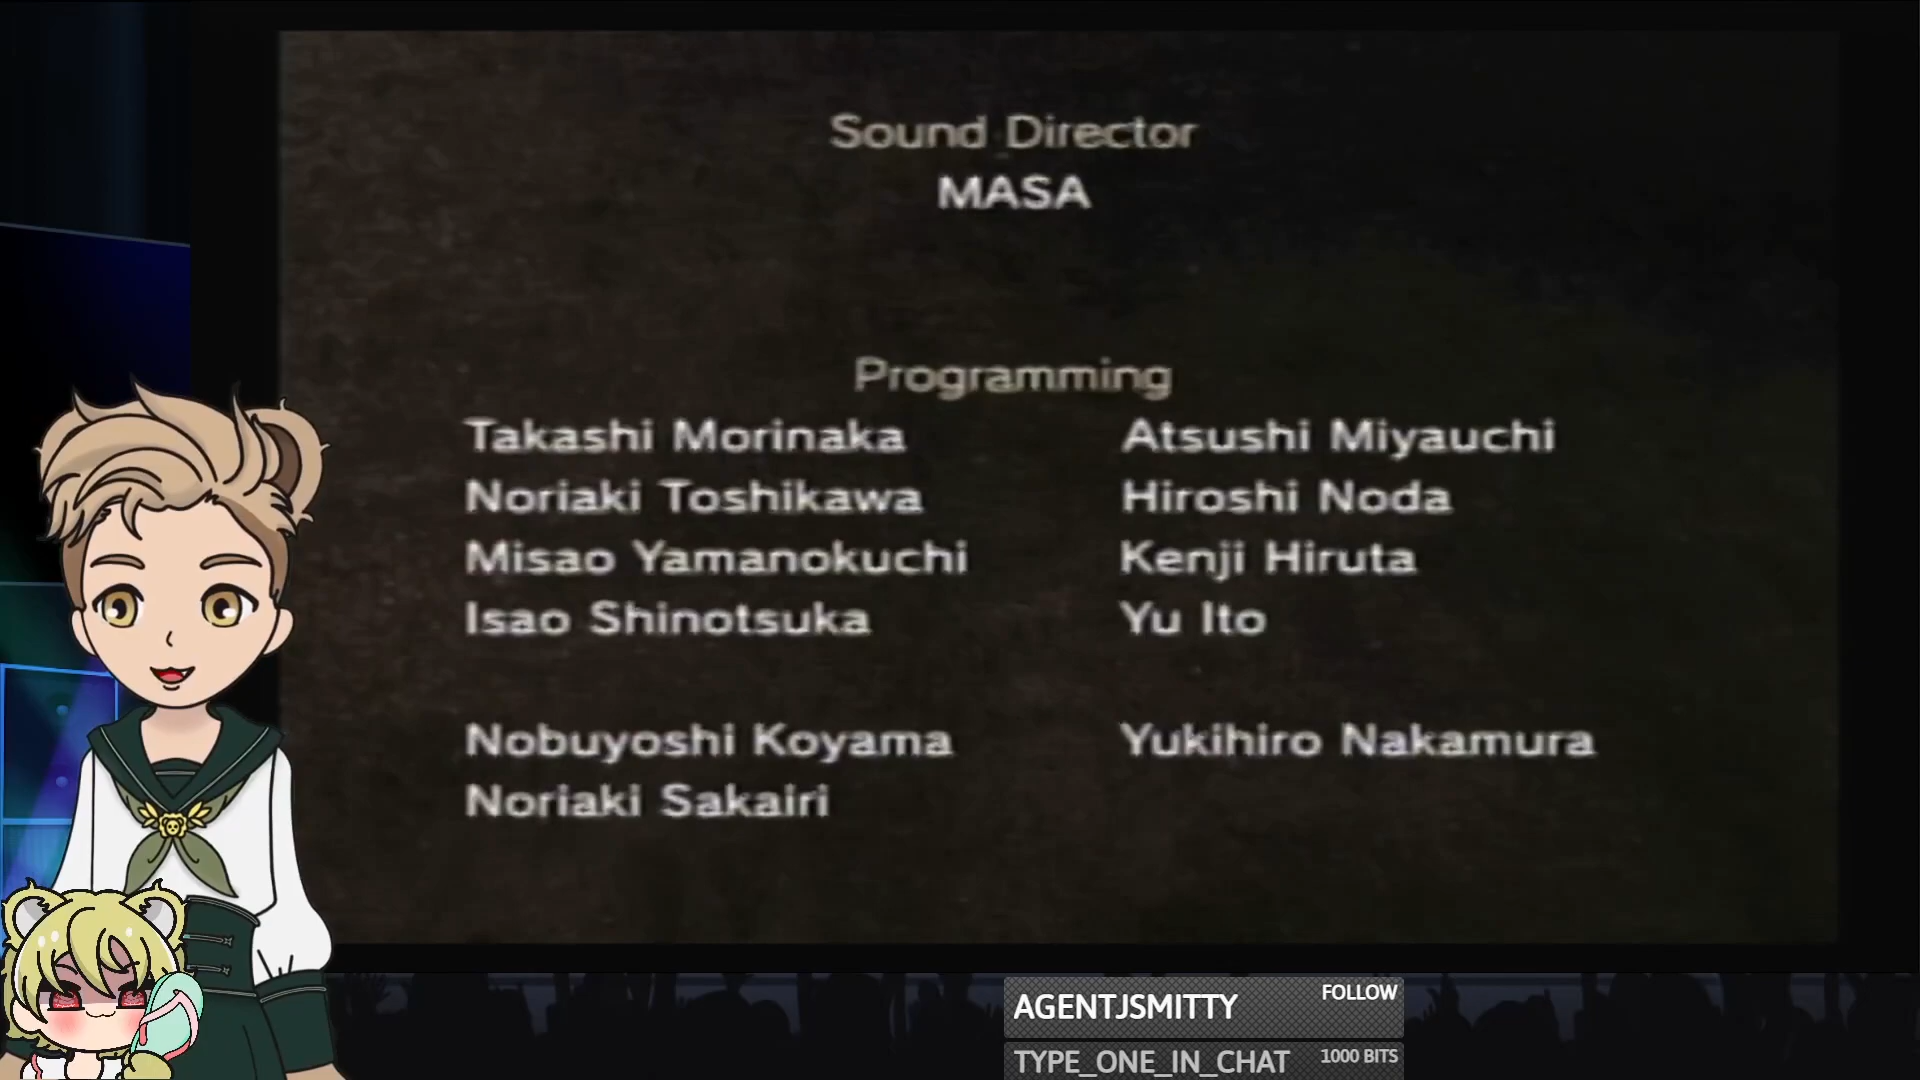 Sound Director
MASA
Programming
Takashi Morinaka Atsushi Miyauchi
Noriaki Toshikawa Hiroshi Noda
Misao Yamanokuchi Kenji Hiruta
Isao Shinotsuka Yu Ito
Nobuyoshi Koyama Yukihiro Nakamura
Noriaki Sakairi
AGENTJSMITTY FOLLOW
TYPE_ONE_IN_CHAT 1000 BITS